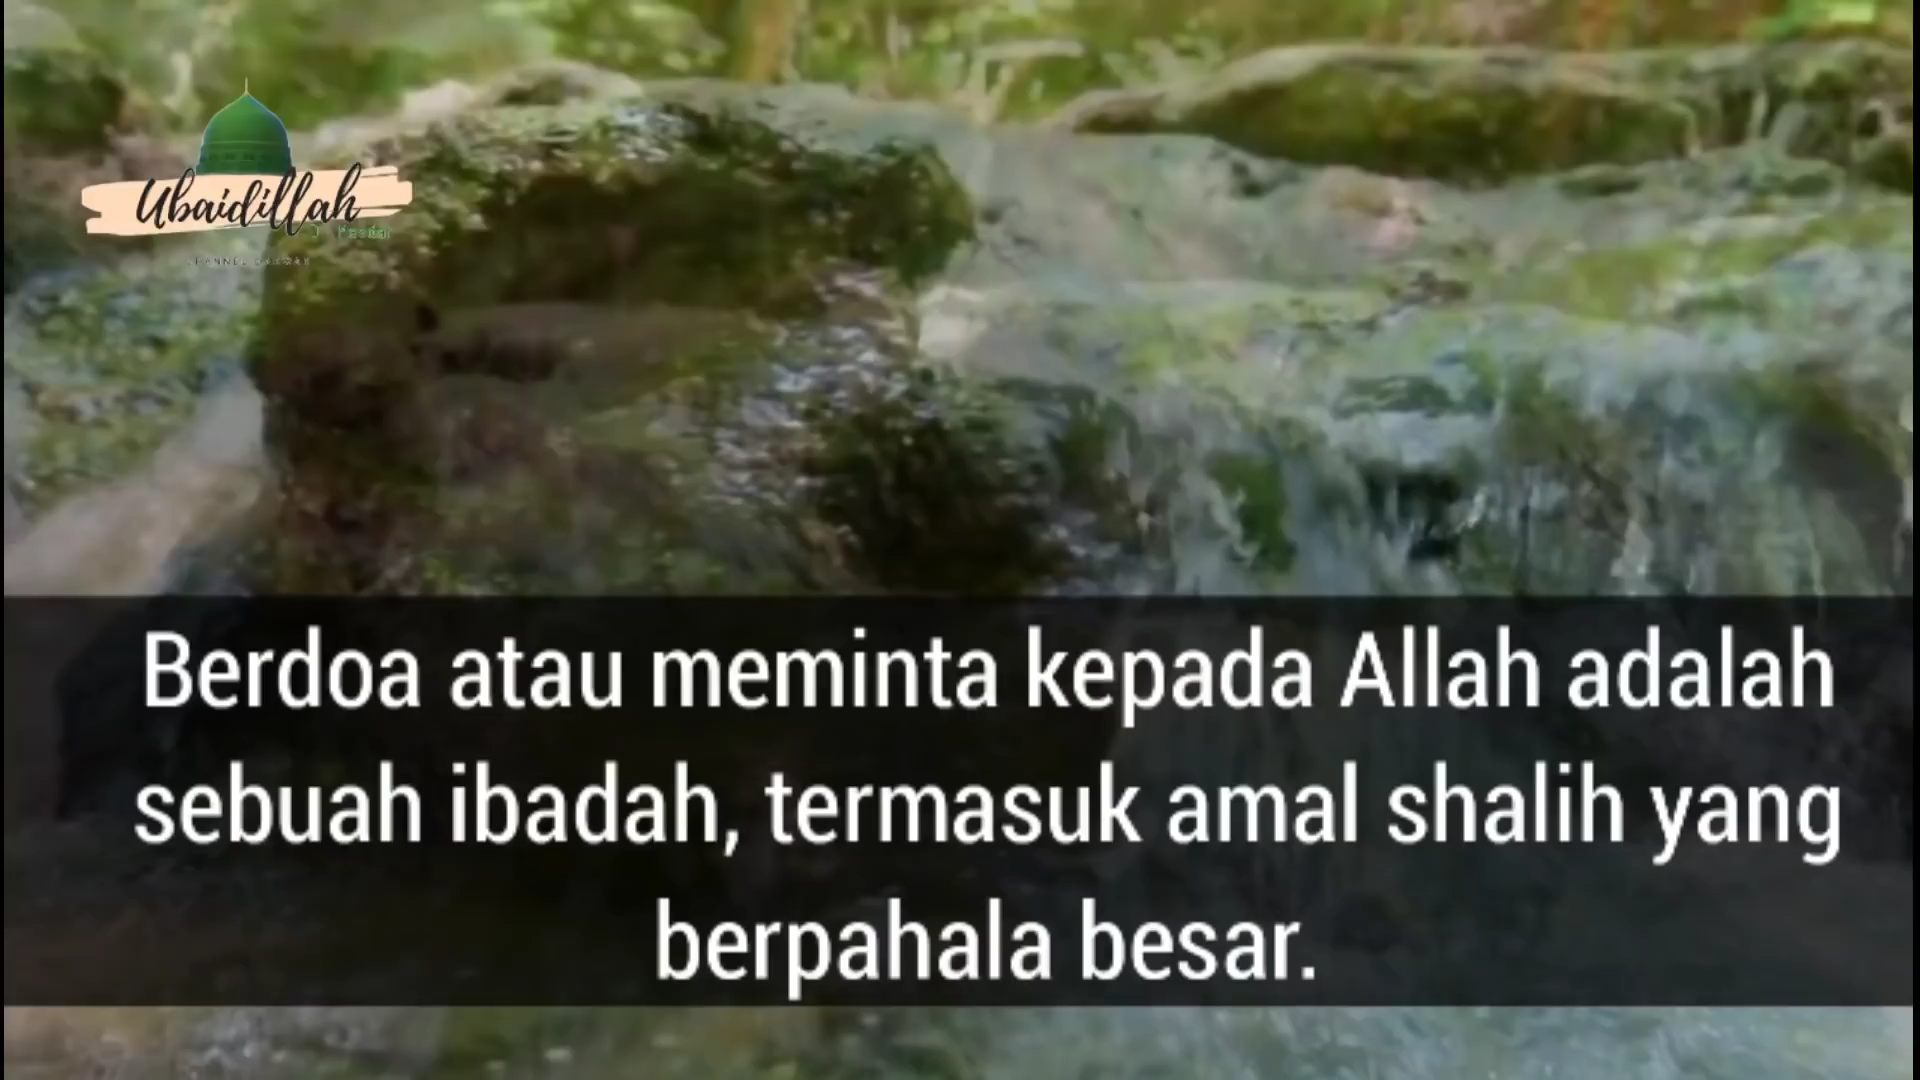 Ubaidillah
Berdoa atau meminta kepada Allah adalah
sebuah ibadah, termasuk amal shalih yang
berpahala besar.